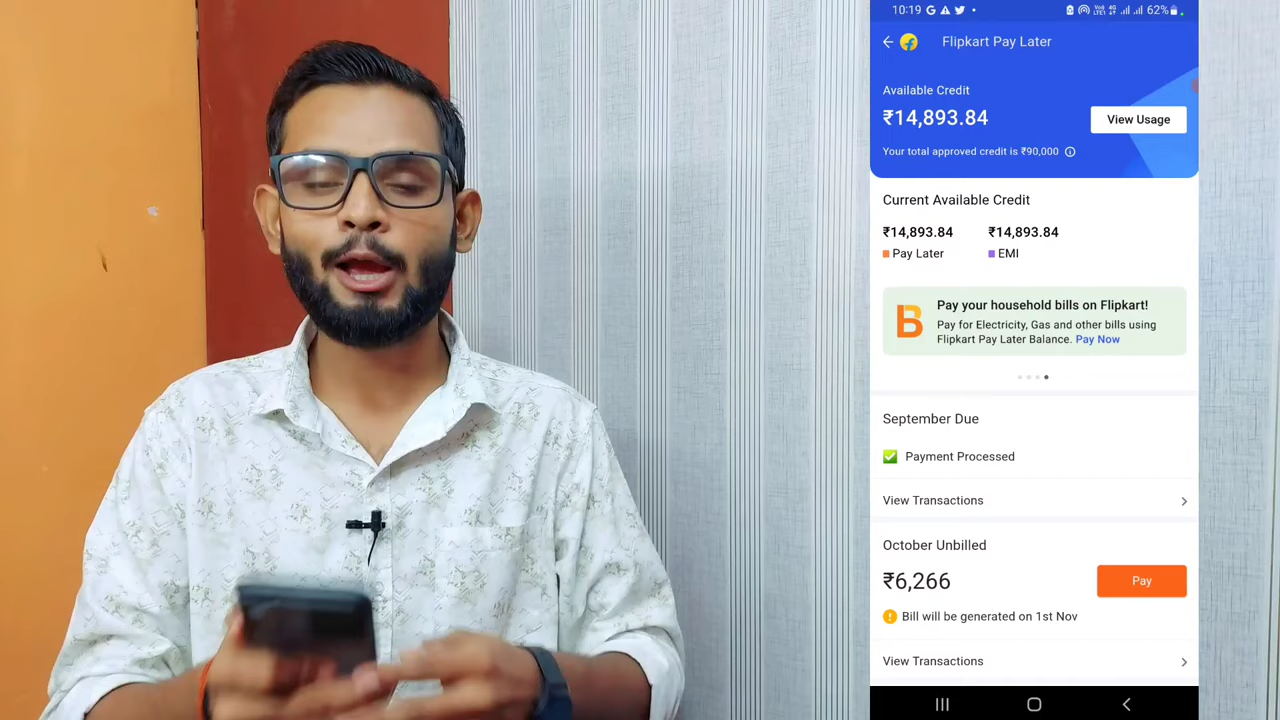 10:19
VoB
LTE1
4G
62%
Flipkart Pay Later
Available Credit
₹14,893.84
View Usage
Your total approved credit is ₹90,000
Current Available Credit
₹14,893.84 ₹14,893.84
Pay Later EMI
Pay your household bills on Flipkart!
Pay for Electricity, Gas and other bills using
Flipkart Pay Later Balance. Pay Now
September Due
Payment Processed
View Transactions
October Unbilled
₹6,266
Pay
Bill will be generated on 1st Nov
View Transactions